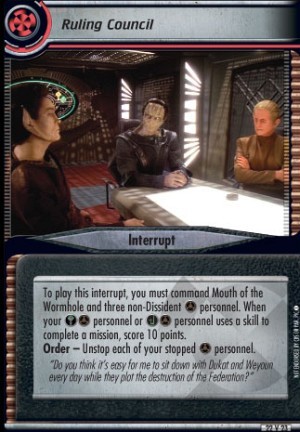 Ruling Council
Interrupt
To play this interrupt, you must command Mouth of the
Wormhole and three non-Dissident personnel. When
your personnel or personnel uses a skill to
complete a mission, score 10 points.
Order – Unstop each of your stopped personnel.
"Do you think it's easy for me to sit down with Dukat and Weyoun
every day while they plot the destruction of the Federation?"
22 V 23